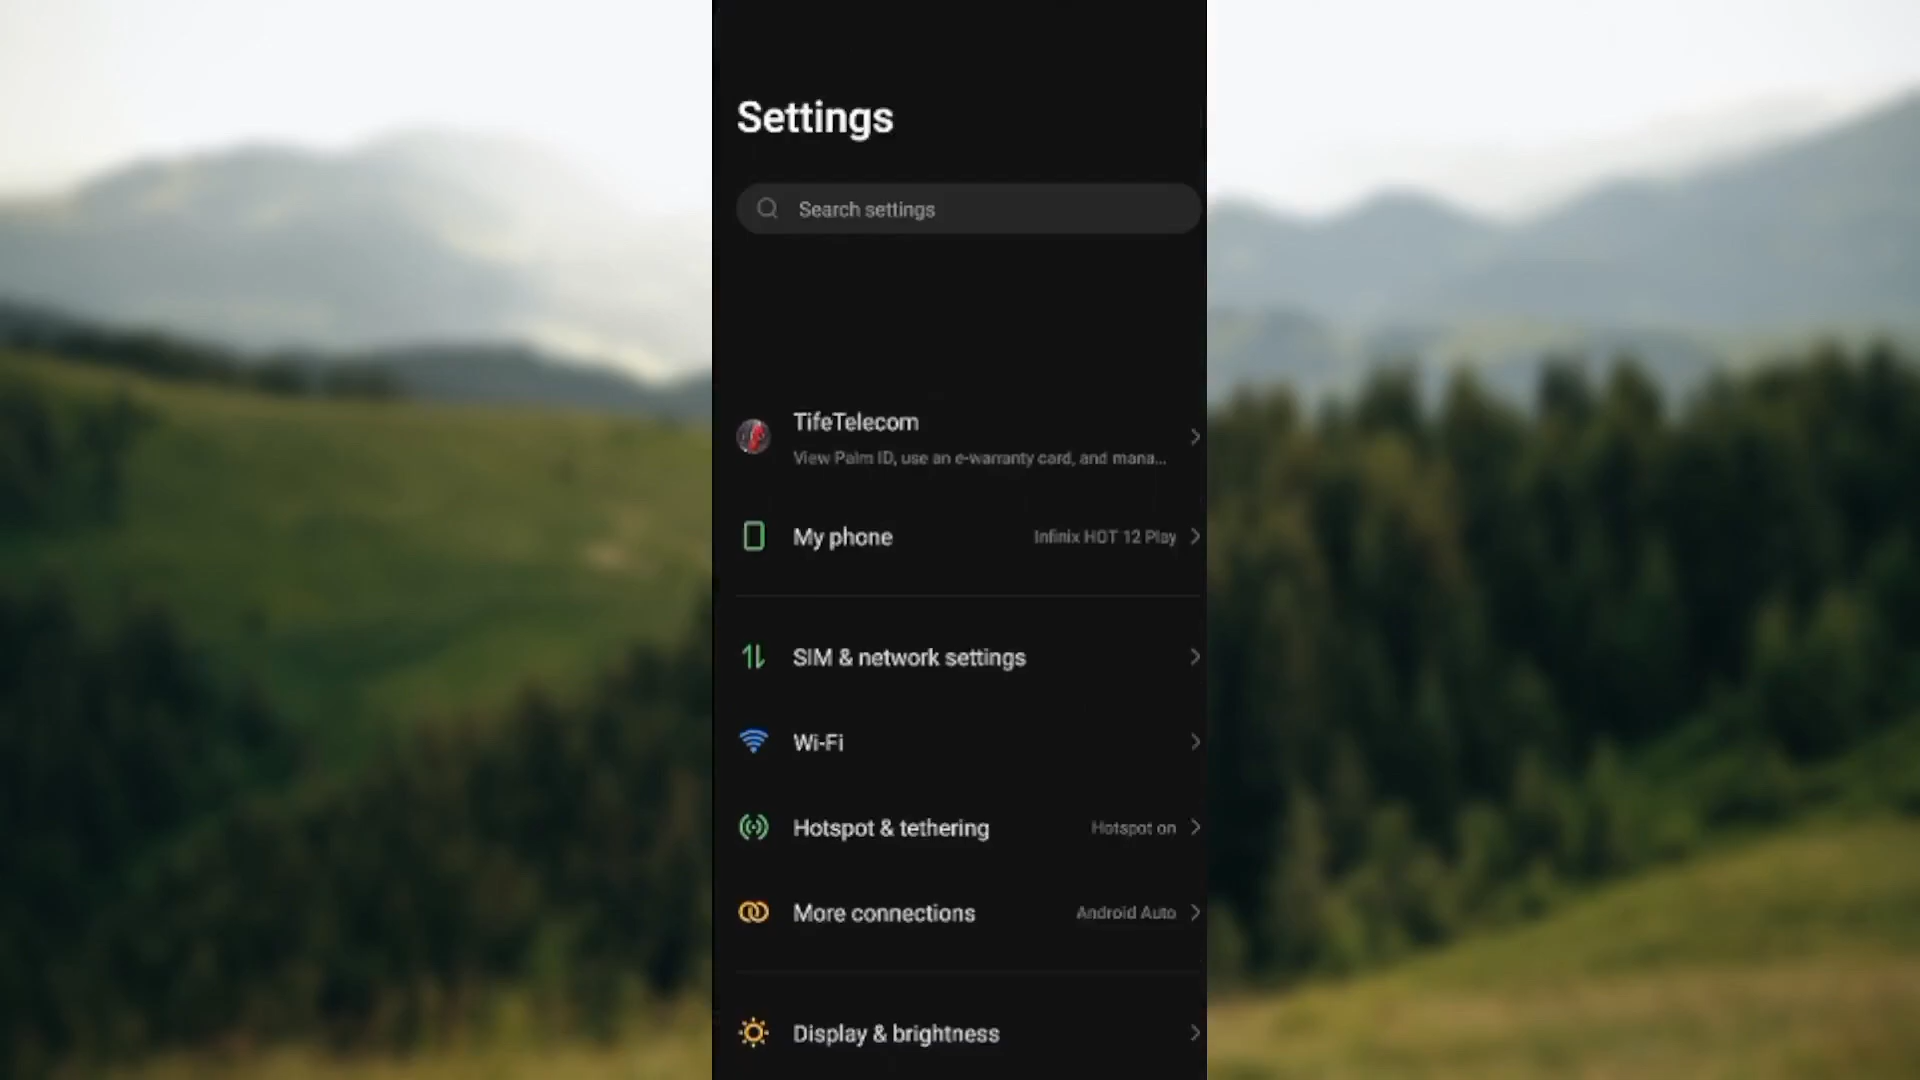 Settings
Search settings
TifeTelecom
View Palm ID, use an e-warranty card, and mana...
My phone
Infinix HOT 12 Play
SIM & network settings
Wi-Fi
Hotspot & tethering
Hotspot on
More connections
Android Auto
Display & brightness